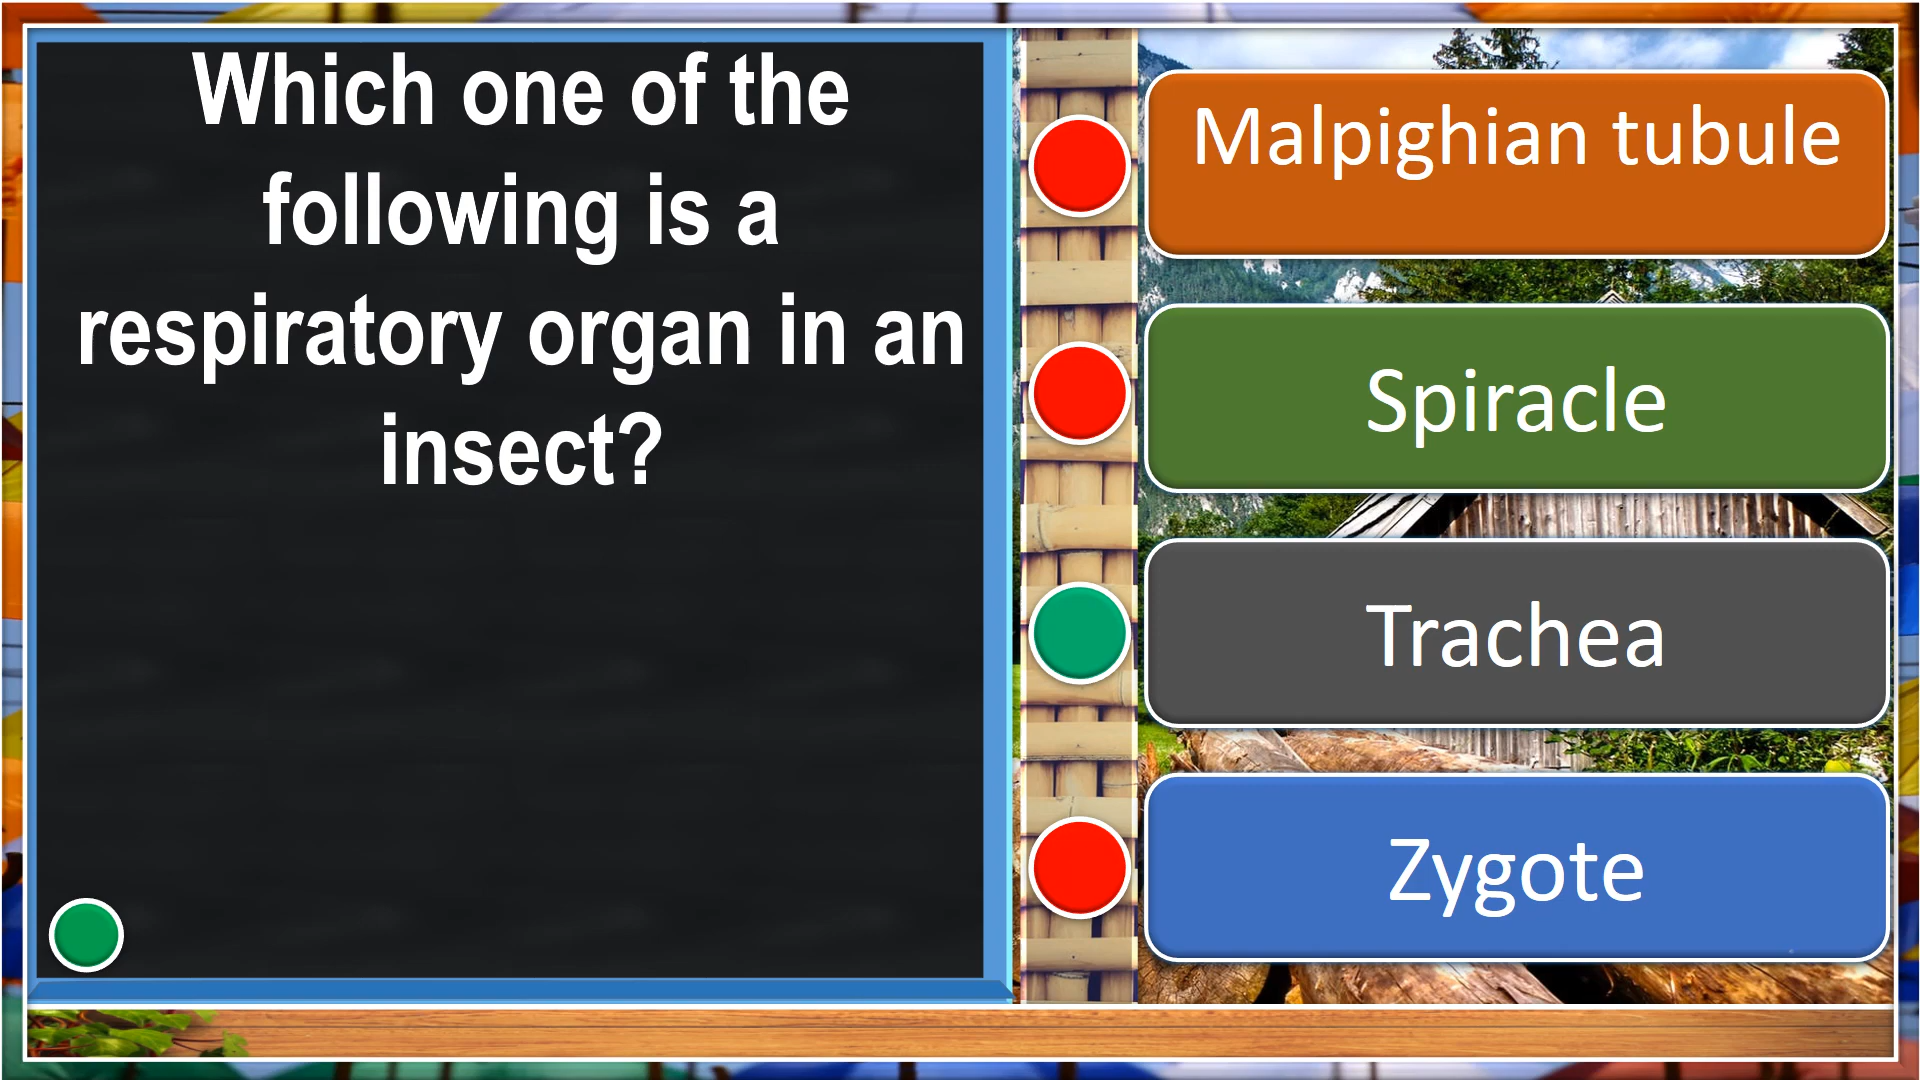 Which one of the
following is a
respiratory organ in an
insect?
Malpighian tubule
Spiracle
Trachea
Zygote